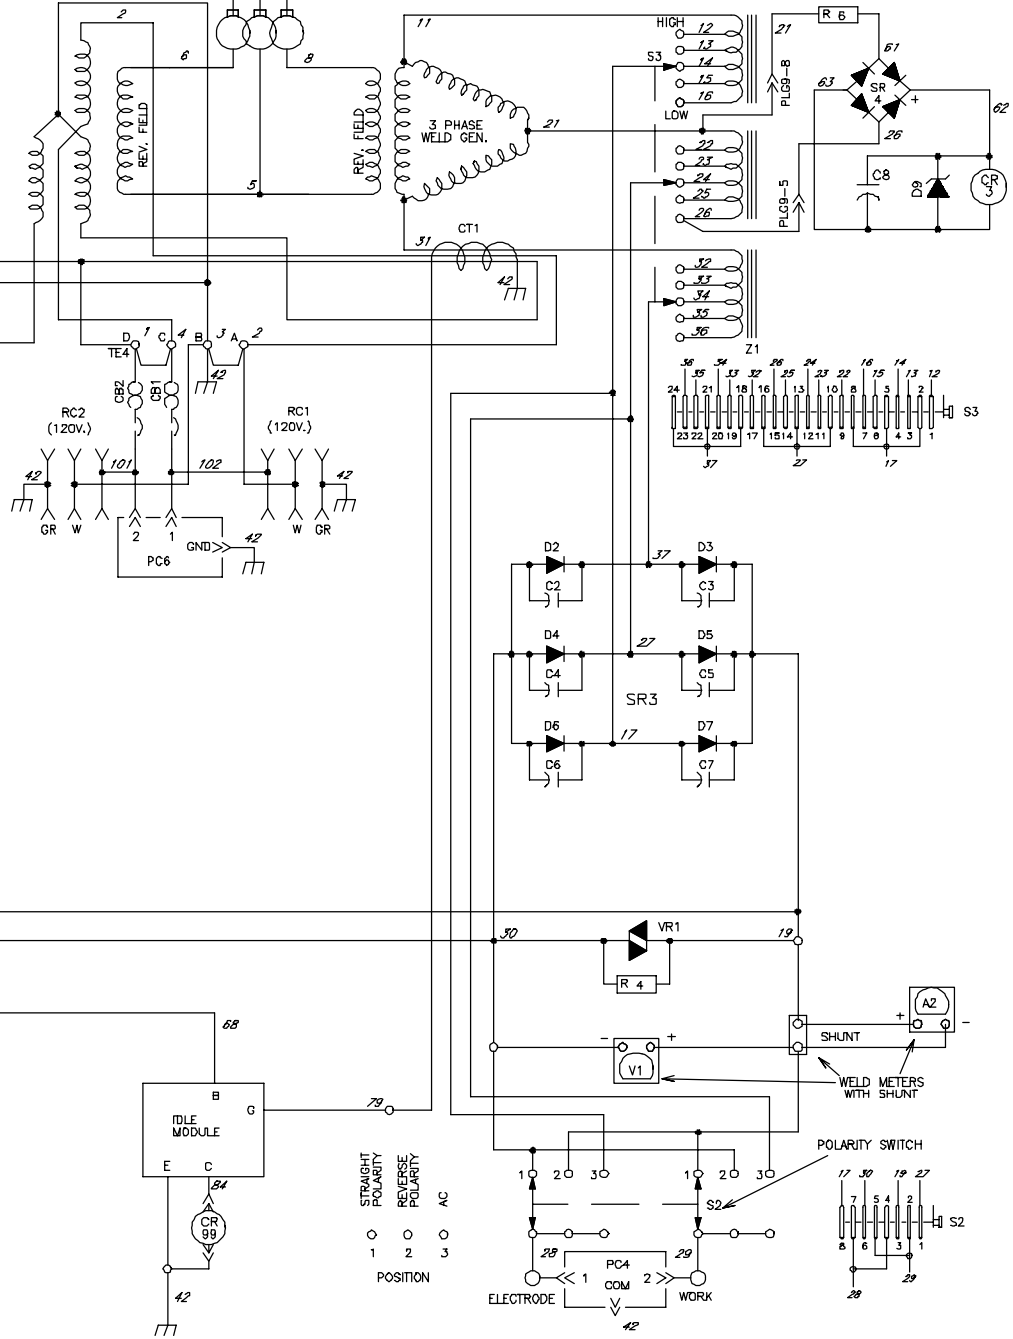 2
11
HIGH
12
R 6
21
61
6
8
13
S3
14
15
16
LOW
PLG9-8
63
SR
4
+
62
26
REV. FIELD
REV. FIELD
3 PHASE
WELD GEN.
21
22
23
24
25
26
PLG9-5
C8
D9
CR
3
5
31
CT1
42
32
33
34
35
36
Z1
D
1
C
4
B
3
A
2
TE4
42
CB2
CB1
RC2
(120V.)
RC1
(120V.)
36 34 32 26 24 22 16 14 12
35 33 25 23 15 13
24 21 18 16 13 10 8 5 2
S3
23 22 20 19 17 15 14 12 11 9 7 6 4 3 1
37 27 17
42
101
102
42
GR
W
2
1
W
GR
GND
42
PC6
D2
37
D3
C2
C3
D4
27
D5
C4
C5
SR3
D6
17
D7
C6
C7
30
VR1
19
R 4
A2
+
-
68
SHUNT
-
+
V1
WELD METERS
WITH SHUNT
B
79
G
IDLE
MODULE
E
C
84
CR
99
42
STRAIGHT
POLARITY
REVERSE
POLARITY
AC
1
2
3
POSITION
POLARITY SWITCH
1 2 3 1 2 3
S2
17 30 19 27
7 5 4 2
S2
8 6 3 1
28
29
28
29
PC4
1
COM
2
ELECTRODE
WORK
42